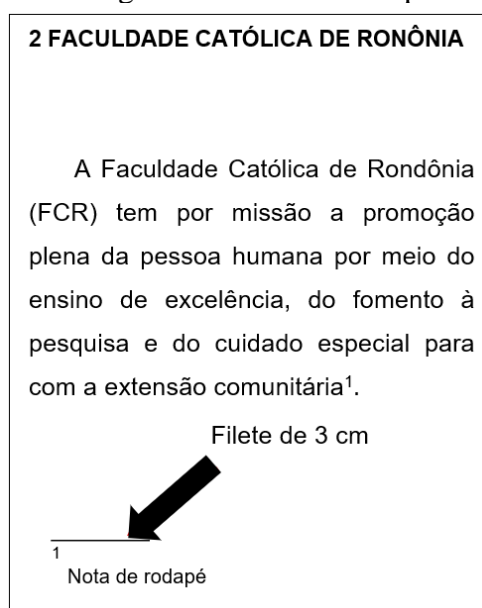 2 FACULDADE CATÓLICA DE RONÔNIA
A Faculdade Católica de Rondônia
(FCR) tem por missão a promoção
plena da pessoa humana por meio do
ensino de excelência, do fomento à
pesquisa e do cuidado especial para
com a extensão comunitária¹.
Filete de 3 cm
1
Nota de rodapé